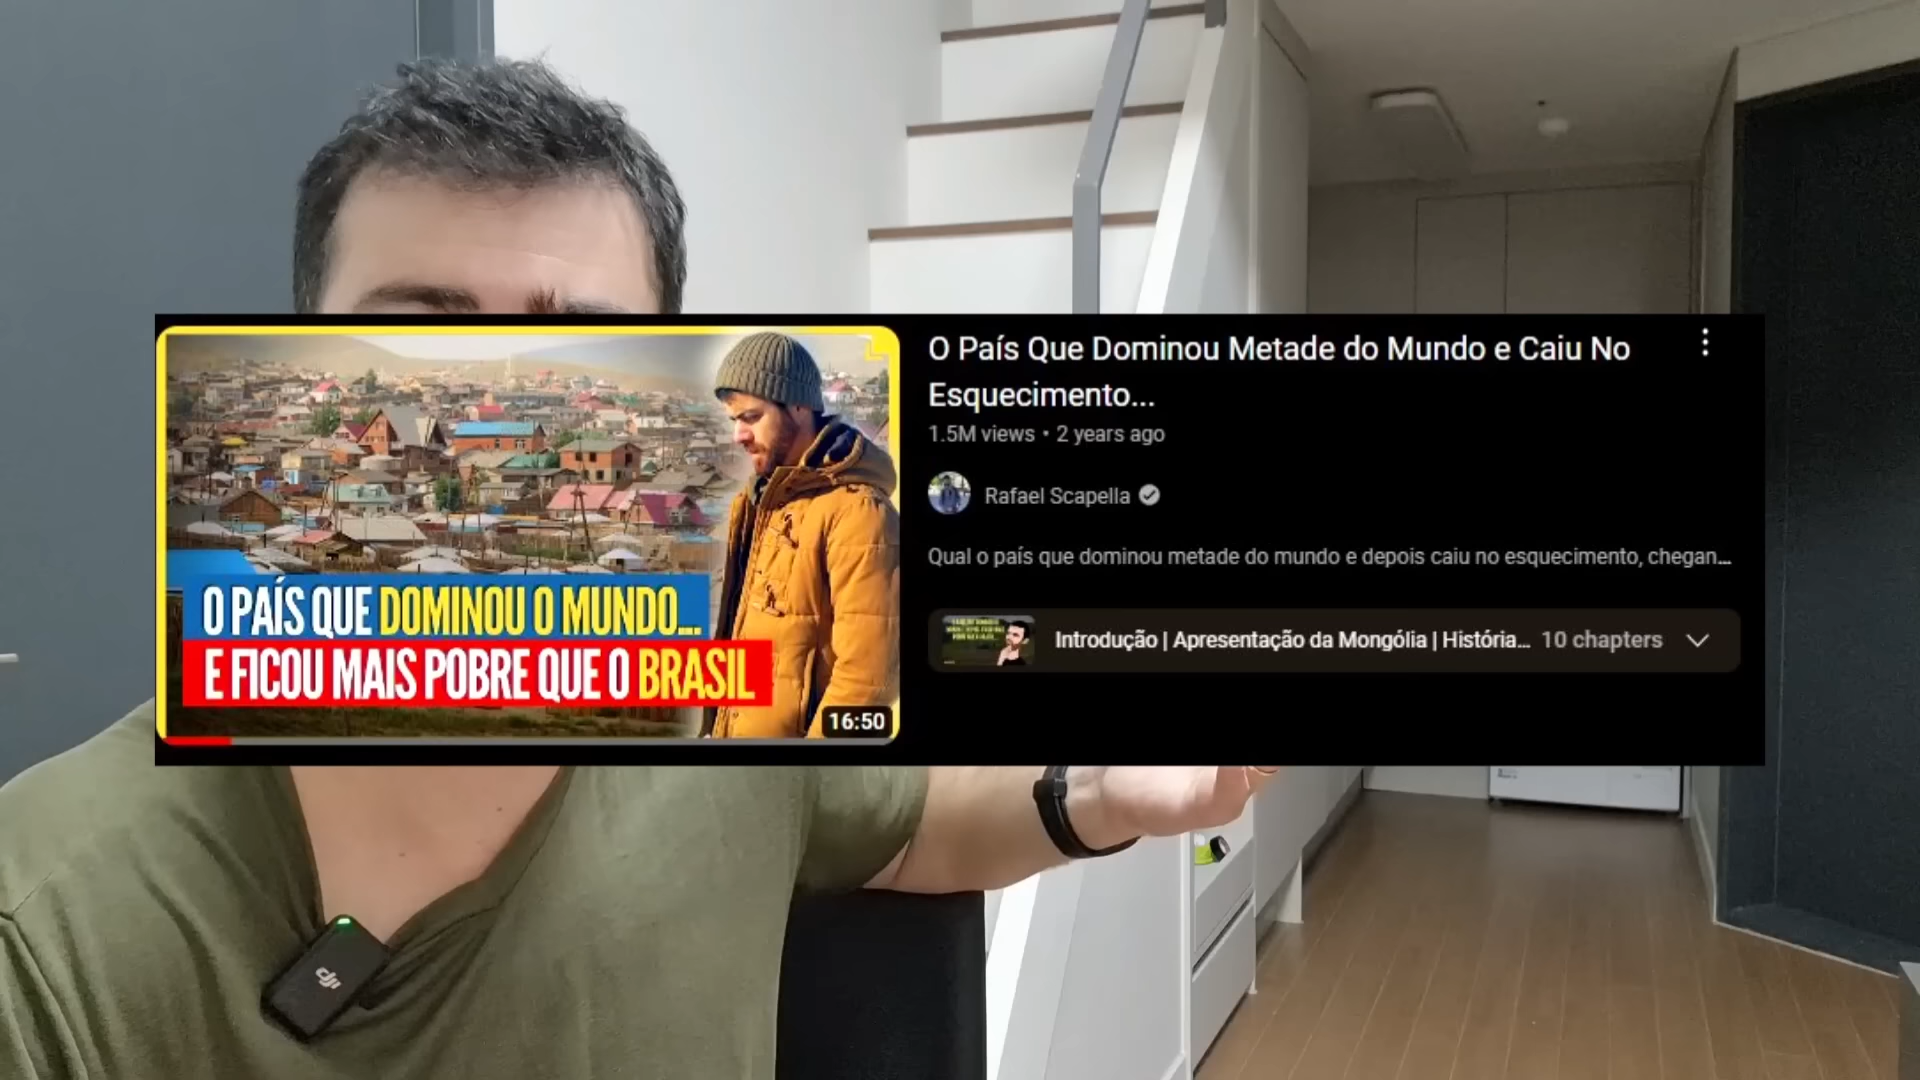 O PAÍS QUE DOMINOU O MUNDO...
E FICOU MAIS POBRE QUE O BRASIL
16:50
O País Que Dominou Metade do Mundo e Caiu No
Esquecimento...
1.5M views • 2 years ago
Rafael Scapella
Qual o país que dominou metade do mundo e depois caiu no esquecimento, chegan...
Introdução | Apresentação da Mongólia | História... 10 chapters
dji